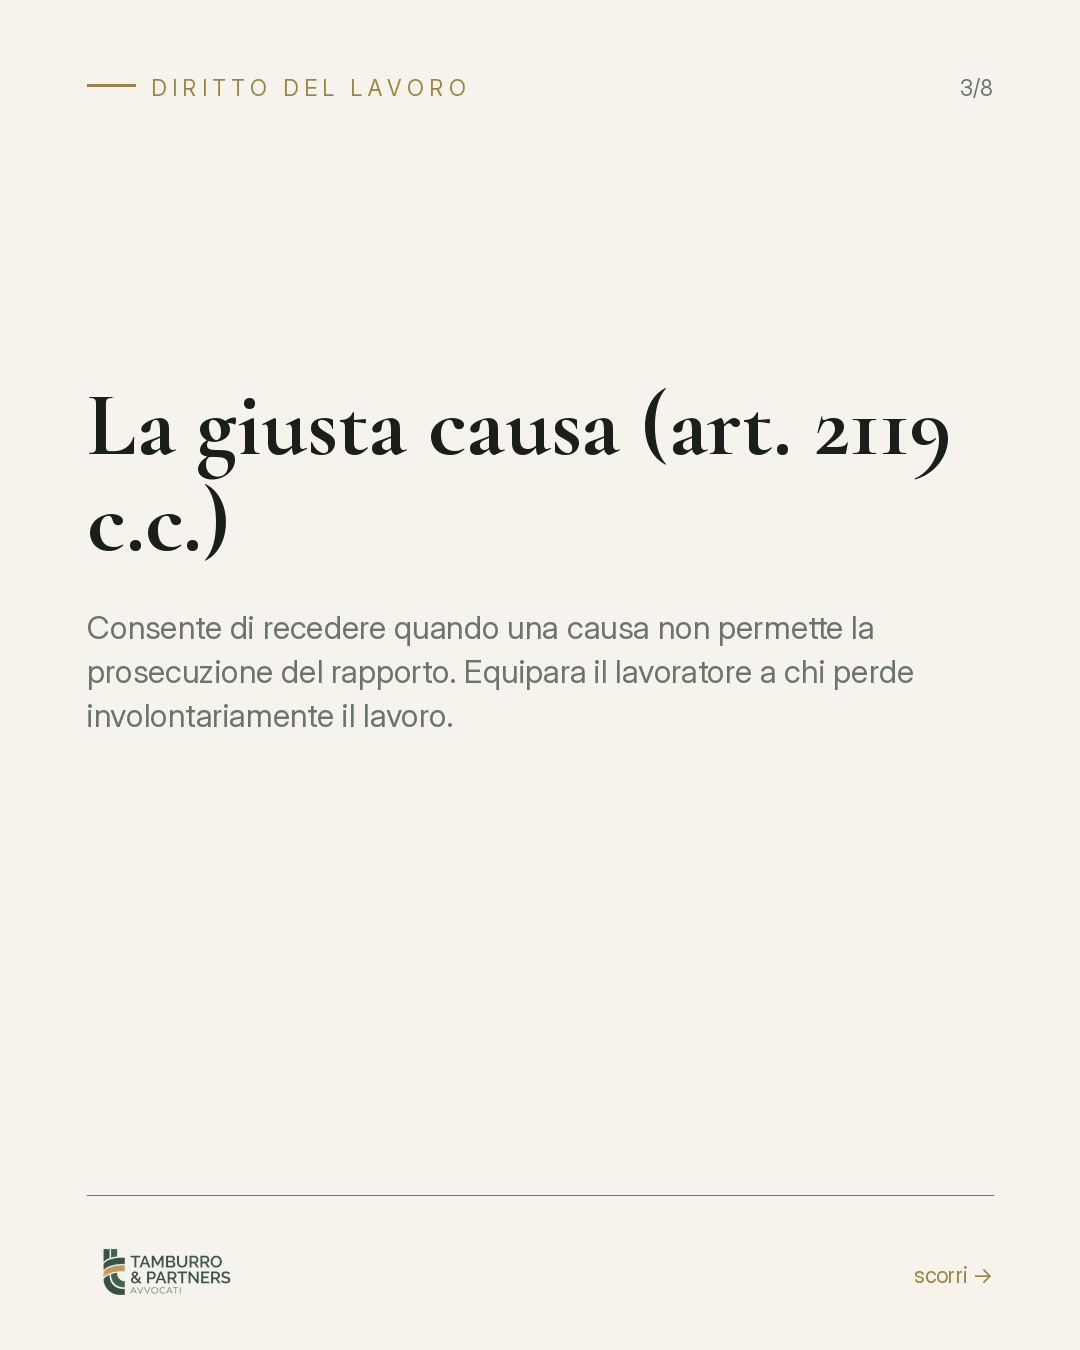 DIRITTO DEL LAVORO
3/8
La giusta causa (art. 2119
c.c.)
Consente di recedere quando una causa non permette la
prosecuzione del rapporto. Equipara il lavoratore a chi perde
involontariamente il lavoro.
TAMBURRO
& PARTNERS
AVVOCATI
scorri →